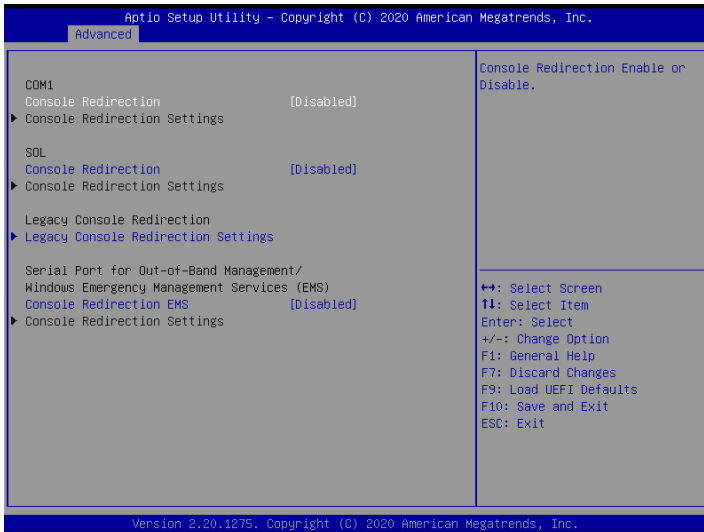 Aptio Setup Utility – Copyright (C) 2020 American Megatrends, Inc.
Advanced
COM1
Console Redirection [Disabled]
▶ Console Redirection Settings
SOL
Console Redirection [Disabled]
▶ Console Redirection Settings
Legacy Console Redirection
▶ Legacy Console Redirection Settings
Serial Port for Out-of-Band Management/
Windows Emergency Management Services (EMS)
Console Redirection EMS [Disabled]
▶ Console Redirection Settings
Console Redirection Enable or
Disable.
↔: Select Screen
↑↓: Select Item
Enter: Select
+/-: Change Option
F1: General Help
F7: Discard Changes
F9: Load UEFI Defaults
F10: Save and Exit
ESC: Exit
Version 2.20.1275. Copyright (C) 2020 American Megatrends, Inc.